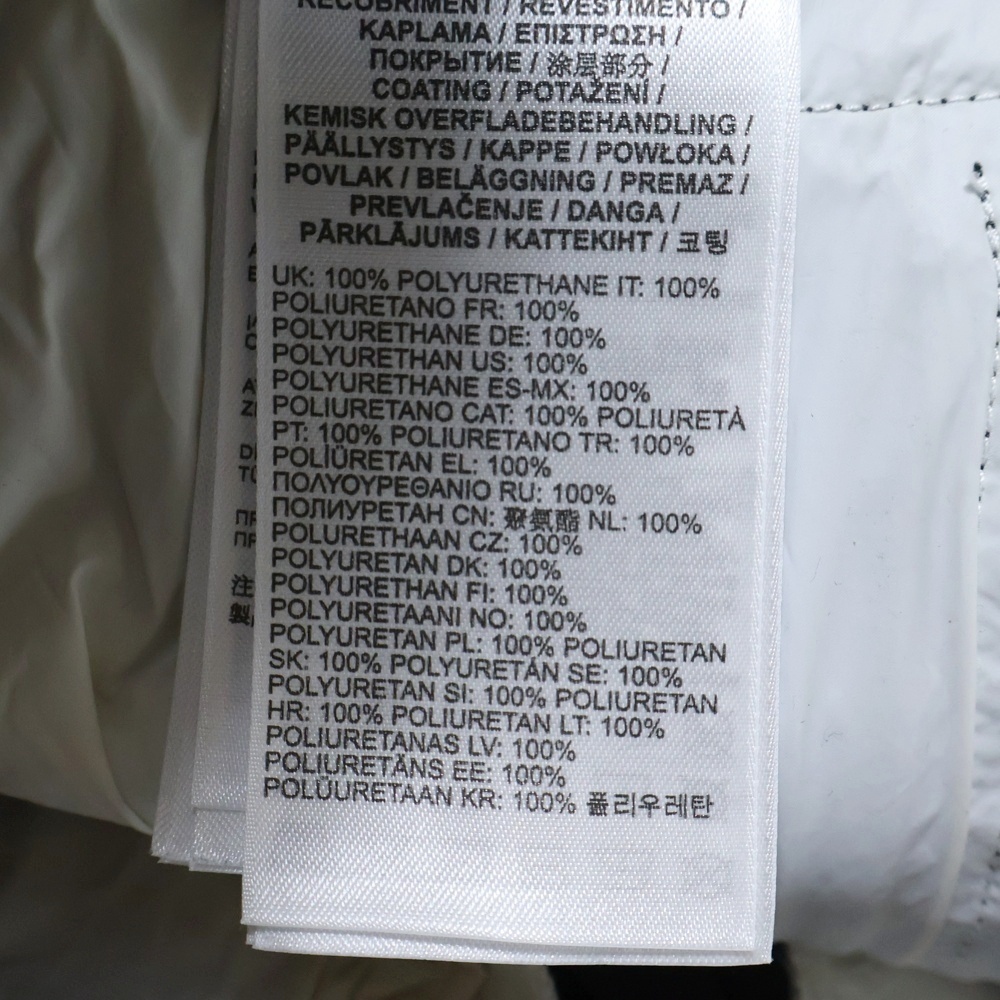 RECOBRIMENT / REVESTIMENTO /
KAPLAMA / ΕΠΙΣΤΡΩΣΗ /
ПОКРЫТИЕ / 涂层部分 /
COATING / POTAŽENÍ /
KEMISK OVERFLADEBEHANDLING /
PÄÄLLYSTYS / KAPPE / POWŁOKA /
POVLAK / BELÄGGNING / PREMAZ /
PREVLAČENJE / DANGA /
PĀRKLĀJUMS / KATTEKIHT / 코팅
UK: 100% POLYURETHANE IT: 100%
POLIURETANO FR: 100%
POLYURETHANE DE: 100%
POLYURETHAN US: 100%
POLYURETHANE ES-MX: 100%
POLIURETANO CAT: 100% POLIURETÀ
PT: 100% POLIURETANO TR: 100%
POLİÜRETAN EL: 100%
ΠΟΛΥΟΥΡΕΘΑΝΙΟ RU: 100%
ПОЛИУРЕТАН CN: 聚氨酯 NL: 100%
POLURETHAAN CZ: 100%
POLYURETAN DK: 100%
POLYURETHAN FI: 100%
POLYURETAANI NO: 100%
POLYURETAN PL: 100% POLIURETAN
SK: 100% POLYURETÁN SE: 100%
POLYURETAN SI: 100% POLIURETAN
HR: 100% POLIURETAN LT: 100%
POLIURETANAS LV: 100%
POLIURETĀNS EE: 100%
POLÜURETAAN KR: 100% 폴리우레탄
注